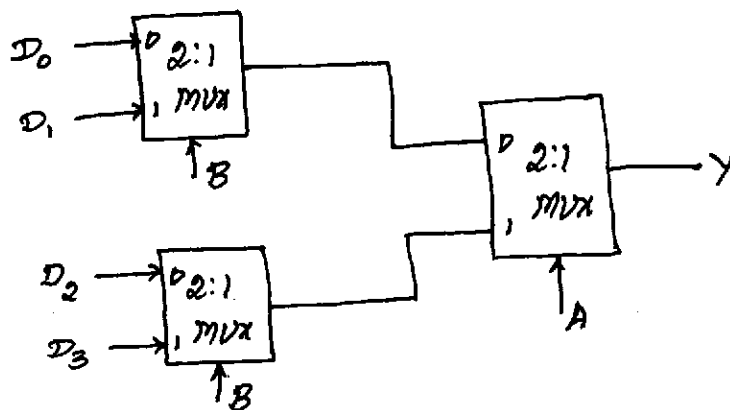 D₀ 0 2:1
D₁ 1 mux
B
0 2:1 Y
1 mux
A
D₂ 0 2:1
D₃ 1 mux
B